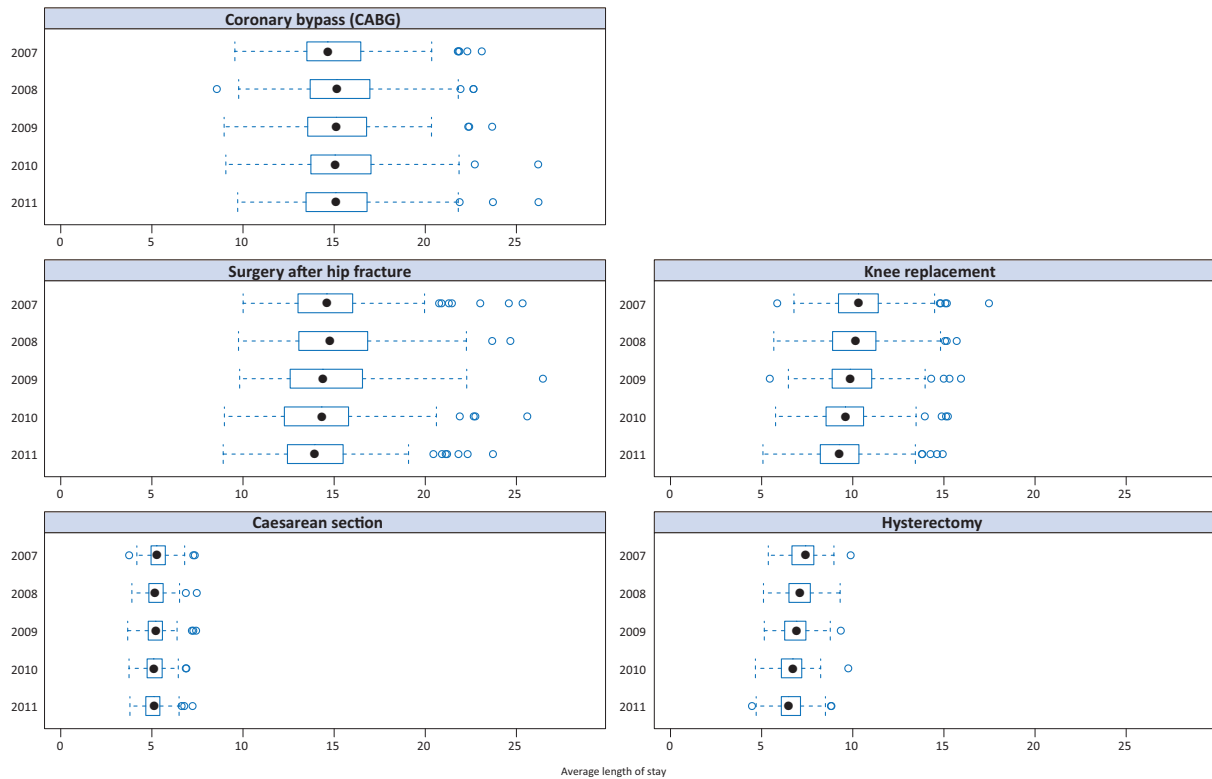 Coronary bypass (CABG)
2007
2008
2009
2010
2011
0 5 10 15 20 25
Surgery after hip fracture
2007
2008
2009
2010
2011
0 5 10 15 20 25
Knee replacement
2007
2008
2009
2010
2011
0 5 10 15 20 25
Caesarean section
2007
2008
2009
2010
2011
0 5 10 15 20 25
Hysterectomy
2007
2008
2009
2010
2011
0 5 10 15 20 25
Average length of stay